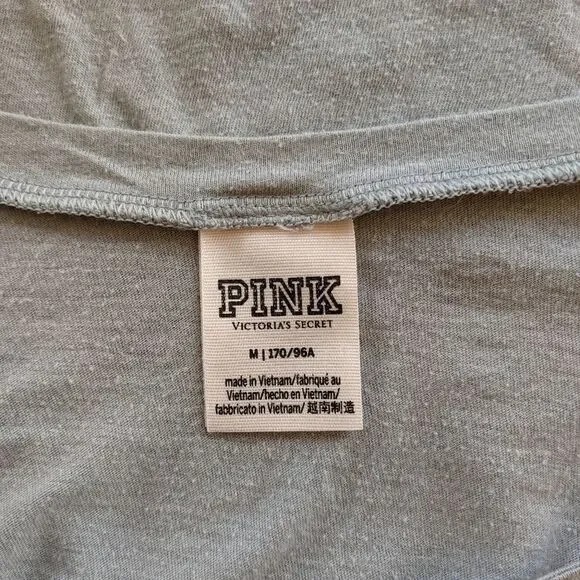 PINK
VICTORIA'S SECRET
M | 170/96A
made in Vietnam/fabriqué au
Vietnam/hecho en Vietnam/
fabbricato in Vietnam/ 越南制造